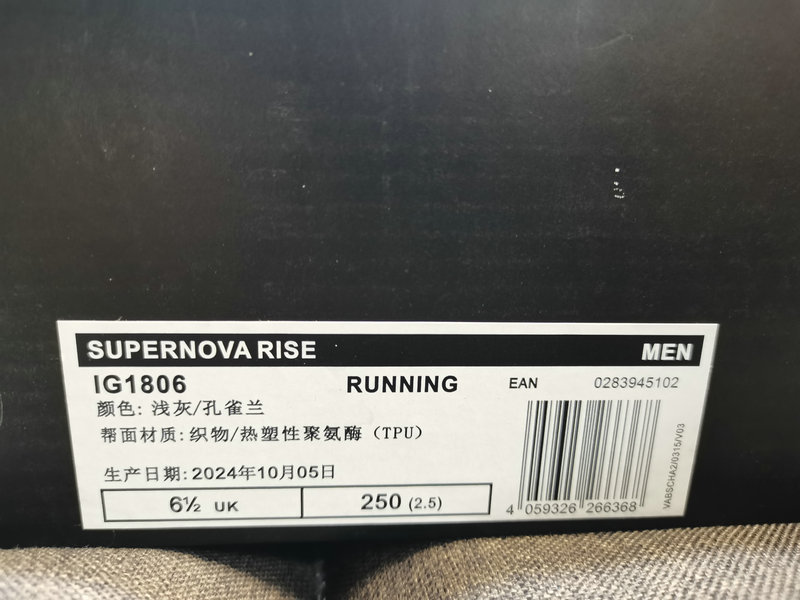 SUPERNOVA RISE MEN
IG1806 RUNNING EAN 0283945102
颜色: 浅灰/孔雀兰
帮面材质: 织物/热塑性聚氨酯（TPU）
生产日期: 2024年10月05日
6½ UK 250 (2.5)
4 059326 266368
VABSCHA2/0315/V03